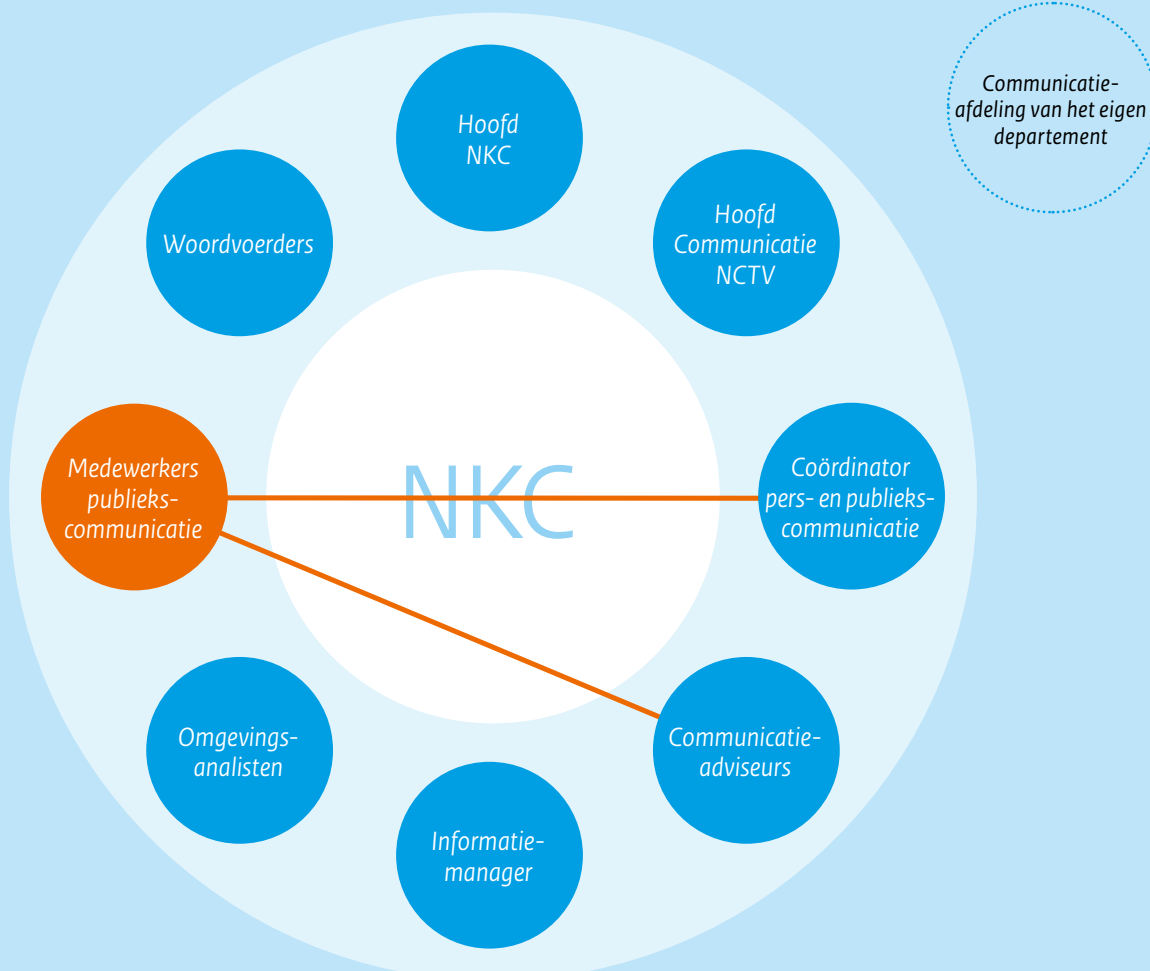 Communicatie-
afdeling van het eigen
departement
Hoofd
NKC
Woordvoerders
Hoofd
Communicatie
NCTV
Medewerkers
publieks-
communicatie
NKC
Coördinator
pers- en publieks-
communicatie
Omgevings-
analisten
Communicatie-
adviseurs
Informatie-
manager